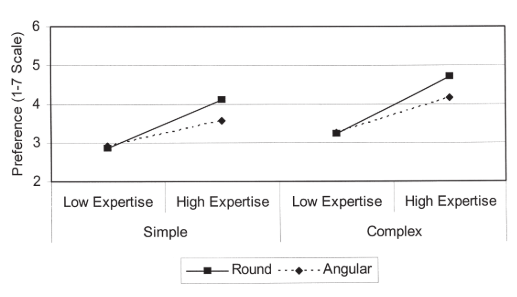 Preference (1-7 Scale)
6
5
4
3
2
Low Expertise High Expertise Low Expertise High Expertise
Simple Complex
Round Angular